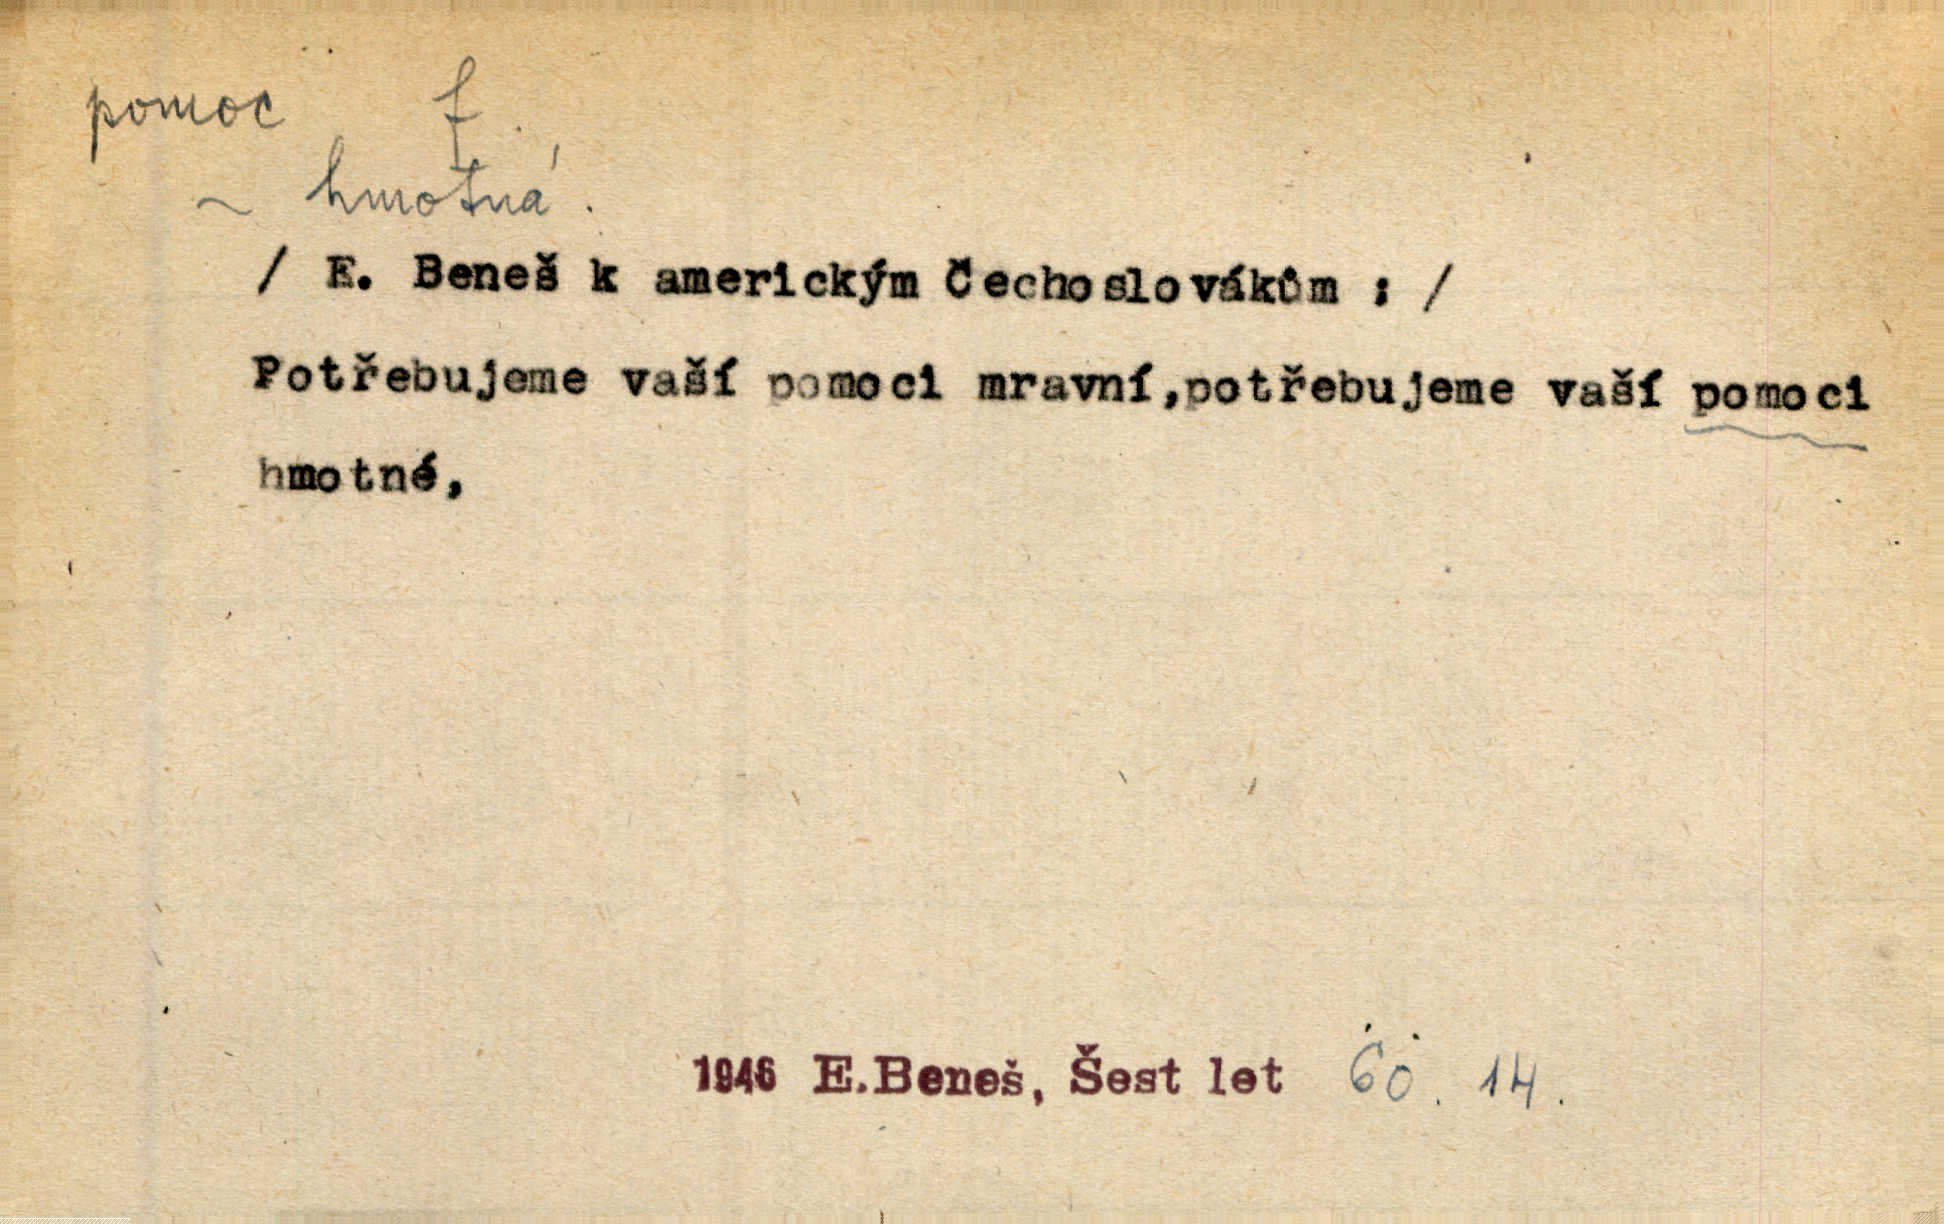 pomoc f.
~ hmotná.
/ E. Beneš k americkým Čechoslovákům : /
Potřebujeme vaší pomoci mravní,potřebujeme vaší pomoci
hmotné,
1946 E.Beneš, Šest let 60. 14.